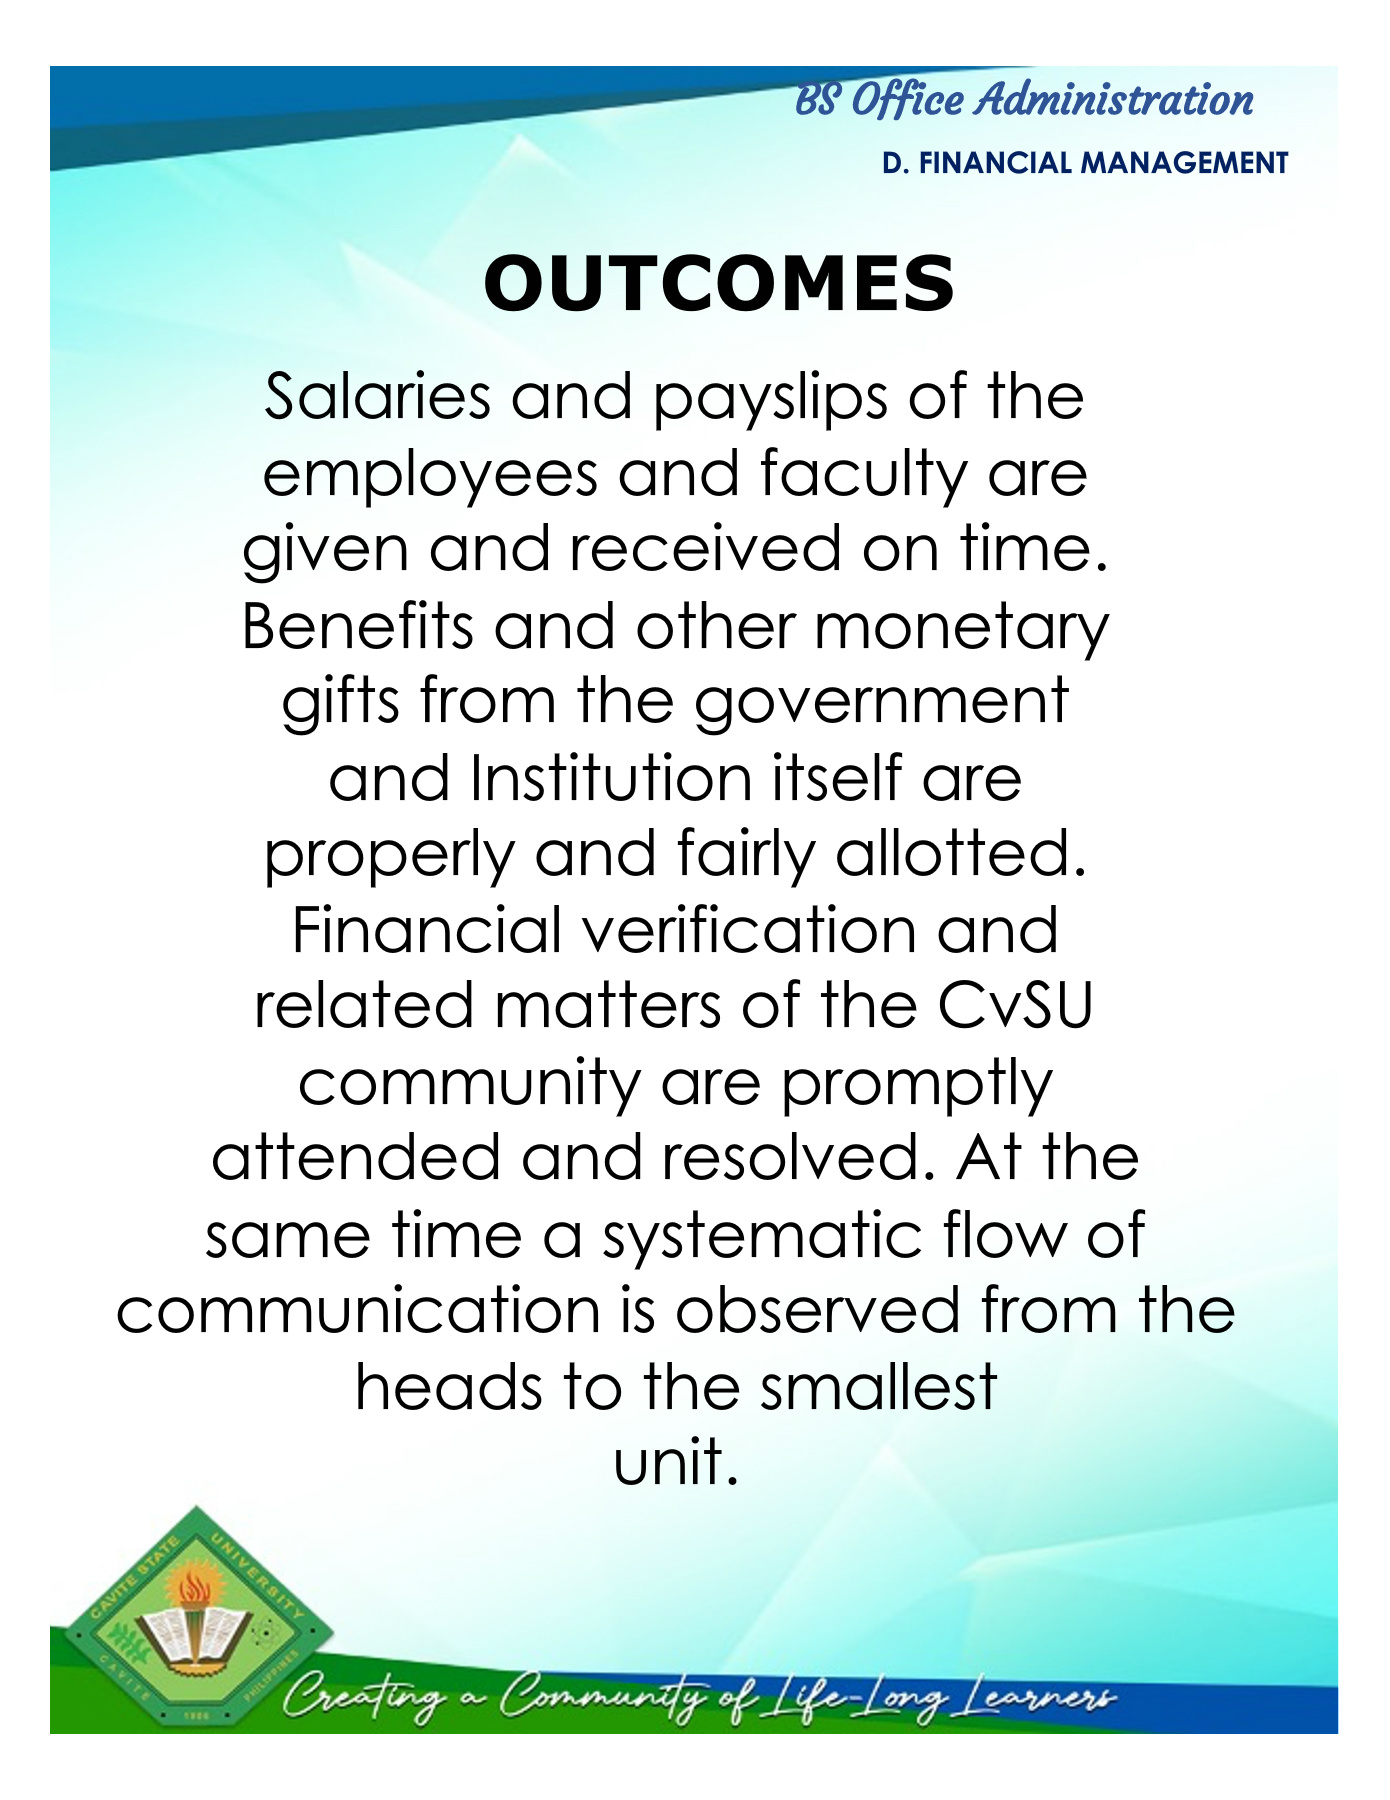 BS Office Administration
D. FINANCIAL MANAGEMENT
OUTCOMES
Salaries and payslips of the
employees and faculty are
given and received on time.
Benefits and other monetary
gifts from the government
and Institution itself are
properly and fairly allotted.
Financial verification and
related matters of the CvSU
community are promptly
attended and resolved. At the
same time a systematic flow of
communication is observed from the
heads to the smallest
unit.
CAVITE STATE UNIVERSITY
CAVITE
PHILIPPINES
1906
Creating a Community of Life-Long Learners